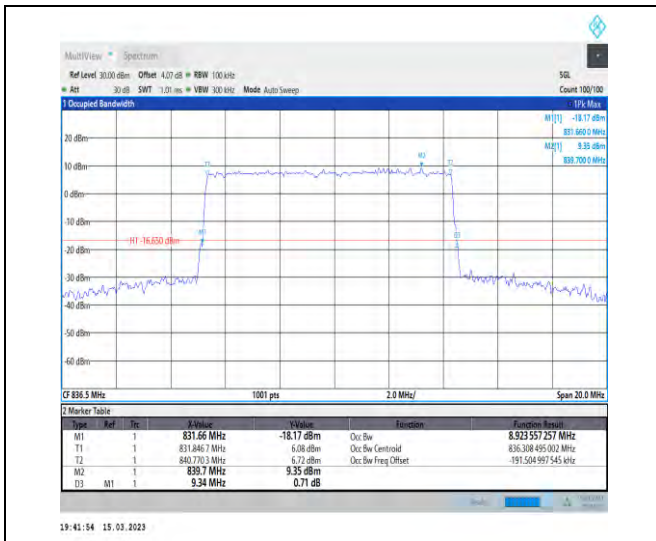 MultiView Spectrum
Ref Level 30.00 dBm Offset 4.07 dB RBW 100 kHz SGL
Att 30 dB SWT 1.01 ms VBW 300 kHz Mode Auto Sweep Count 100/100
1 Occupied Bandwidth 1Pk Max
M1[1] -18.17 dBm
831.660 0 MHz
M2[1] 9.35 dBm
839.700 0 MHz
20 dBm
10 dBm
0 dBm
-10 dBm
-20 dBm
-30 dBm
-40 dBm
-50 dBm
-60 dBm
T1
M2
T2
M1
D3
H1 -16.650 dBm
CF 836.5 MHz 1001 pts 2.0 MHz/ Span 20.0 MHz
2 Marker Table
Type Ref Trc X-Value Y-Value Function Function Result
M1 1 831.66 MHz -18.17 dBm Occ Bw 8.923 557 257 MHz
T1 1 831.846 7 MHz 6.08 dBm Occ Bw Centroid 836.308 495 002 MHz
T2 1 840.770 3 MHz 6.72 dBm Occ Bw Freq Offset -191.504 997 545 kHz
M2 1 839.7 MHz 9.35 dBm
D3 M1 1 9.34 MHz 0.71 dB
19:41:54 15.03.2023